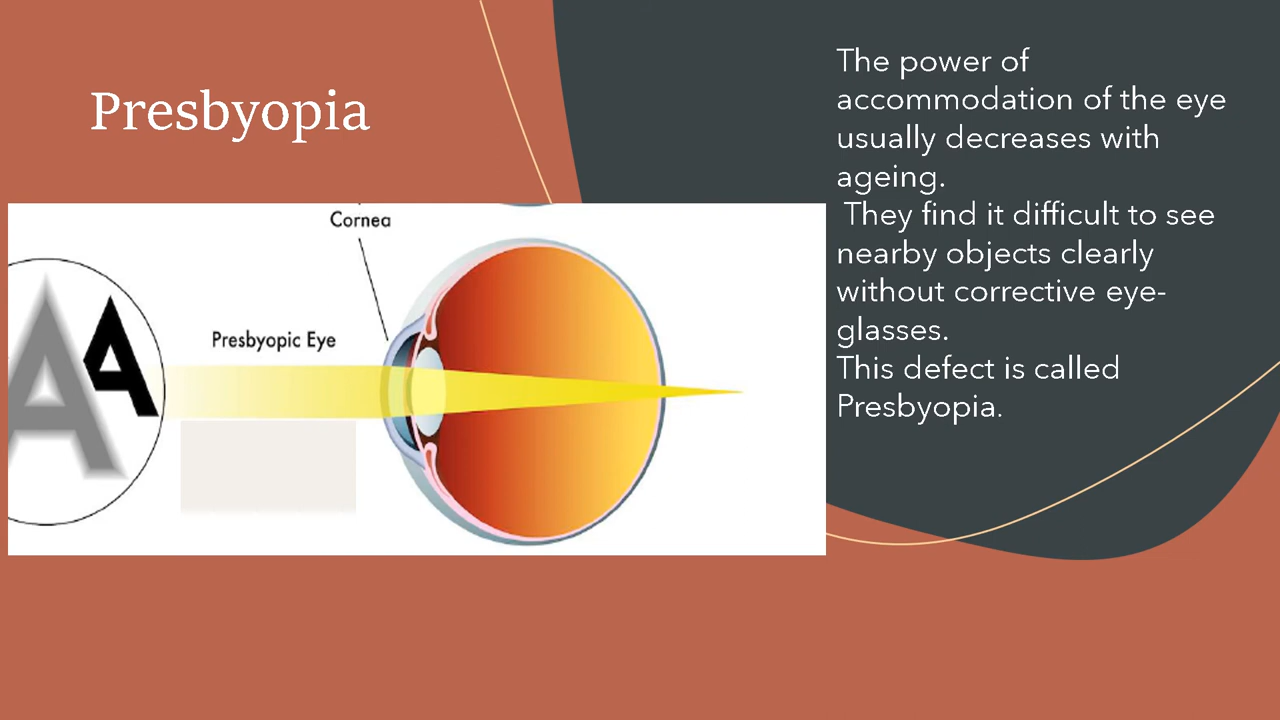 Presbyopia
The power of
accommodation of the eye
usually decreases with
ageing.
They find it difficult to see
nearby objects clearly
without corrective eye-
glasses.
This defect is called
Presbyopia.
Cornea
Presbyopic Eye
A
A